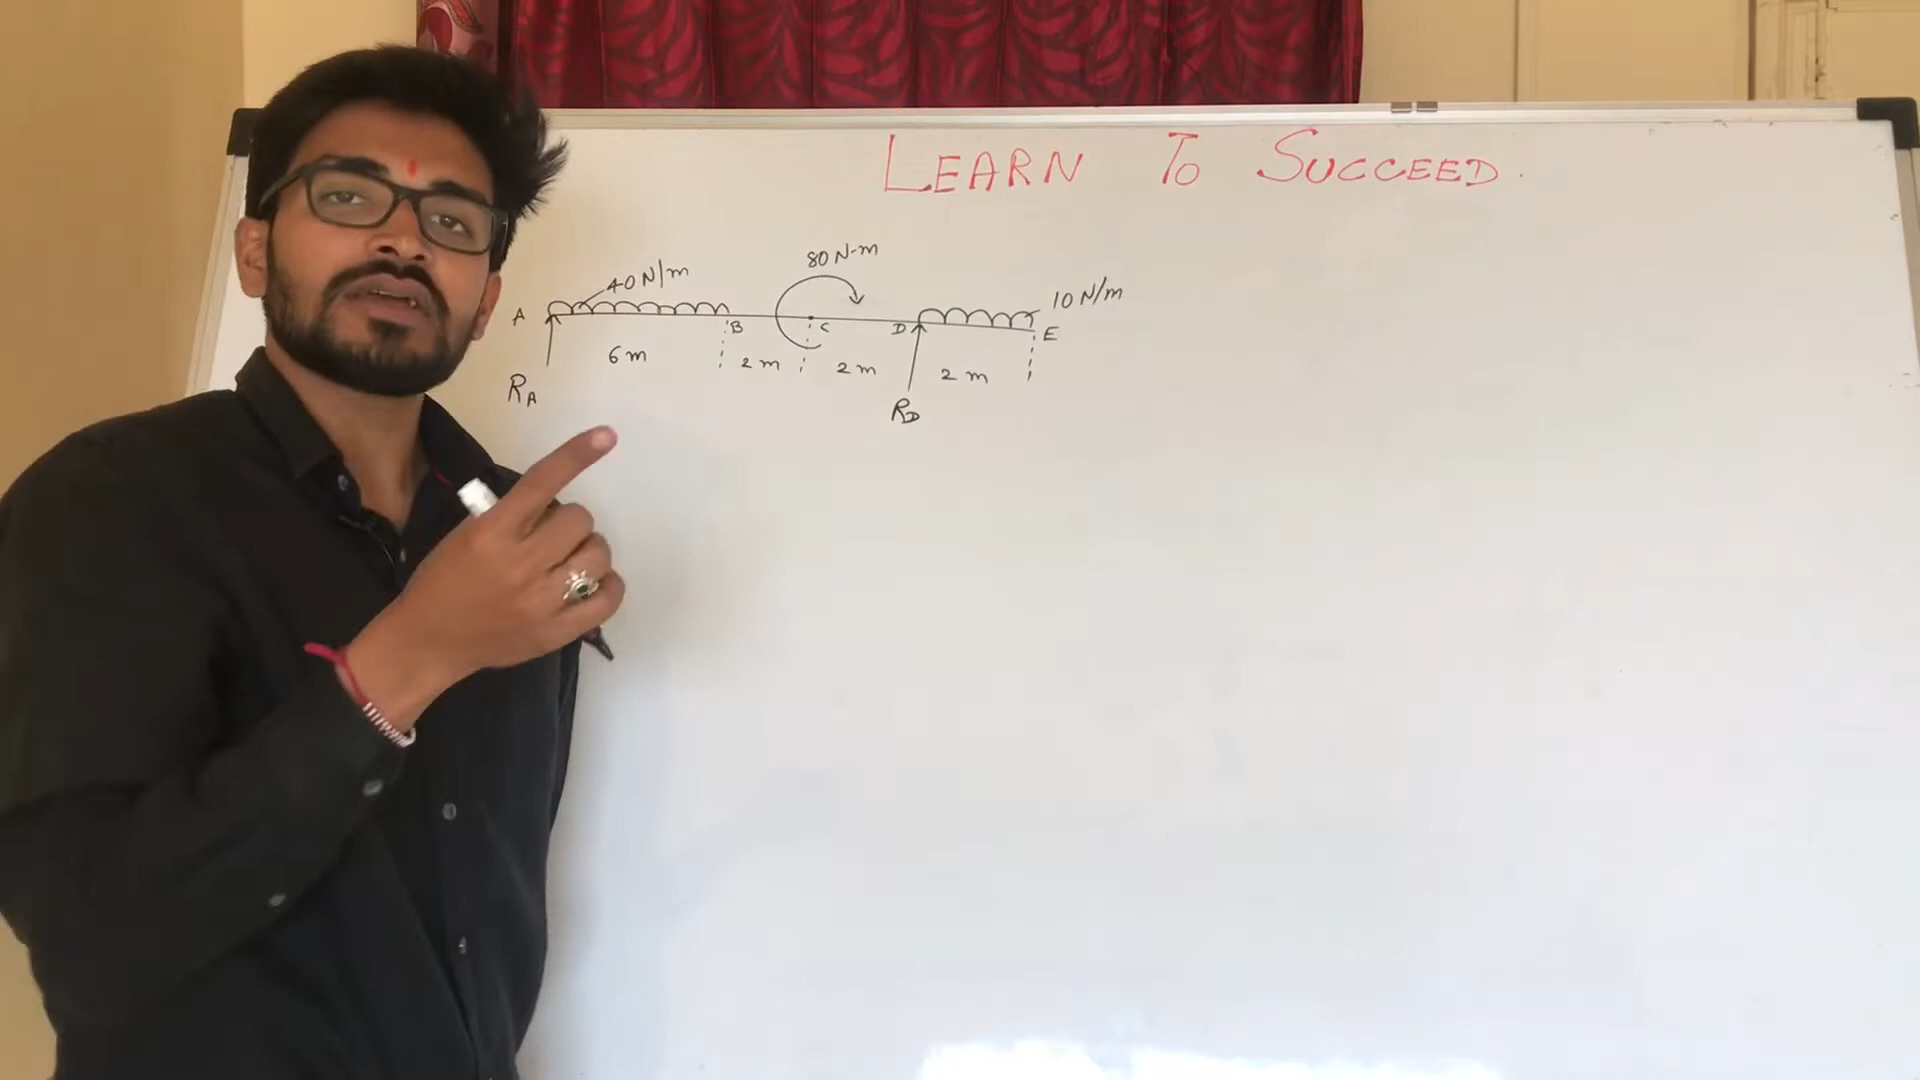 LEARN TO SUCCEED.
80 N-m
40 N/m
10 N/m
A
B
C
D
E
6 m
2 m
2 m
2 m
RA
RD